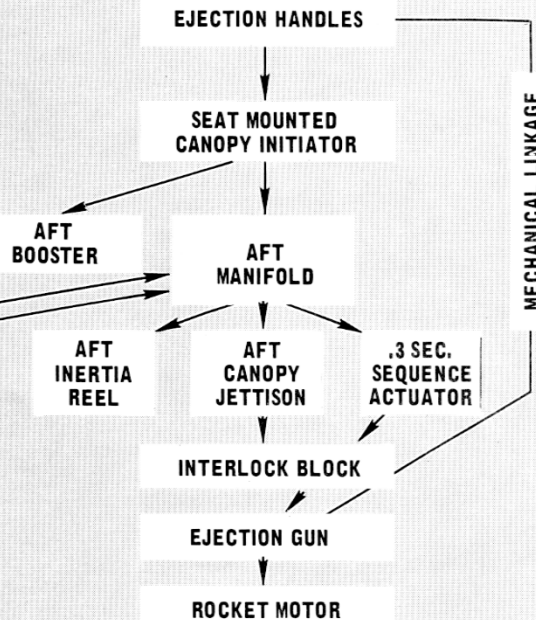 EJECTION HANDLES
SEAT MOUNTED
CANOPY INITIATOR
MECHANICAL LINKAGE
AFT
BOOSTER
AFT
MANIFOLD
AFT
INERTIA
REEL
AFT
CANOPY
JETTISON
.3 SEC.
SEQUENCE
ACTUATOR
INTERLOCK BLOCK
EJECTION GUN
ROCKET MOTOR